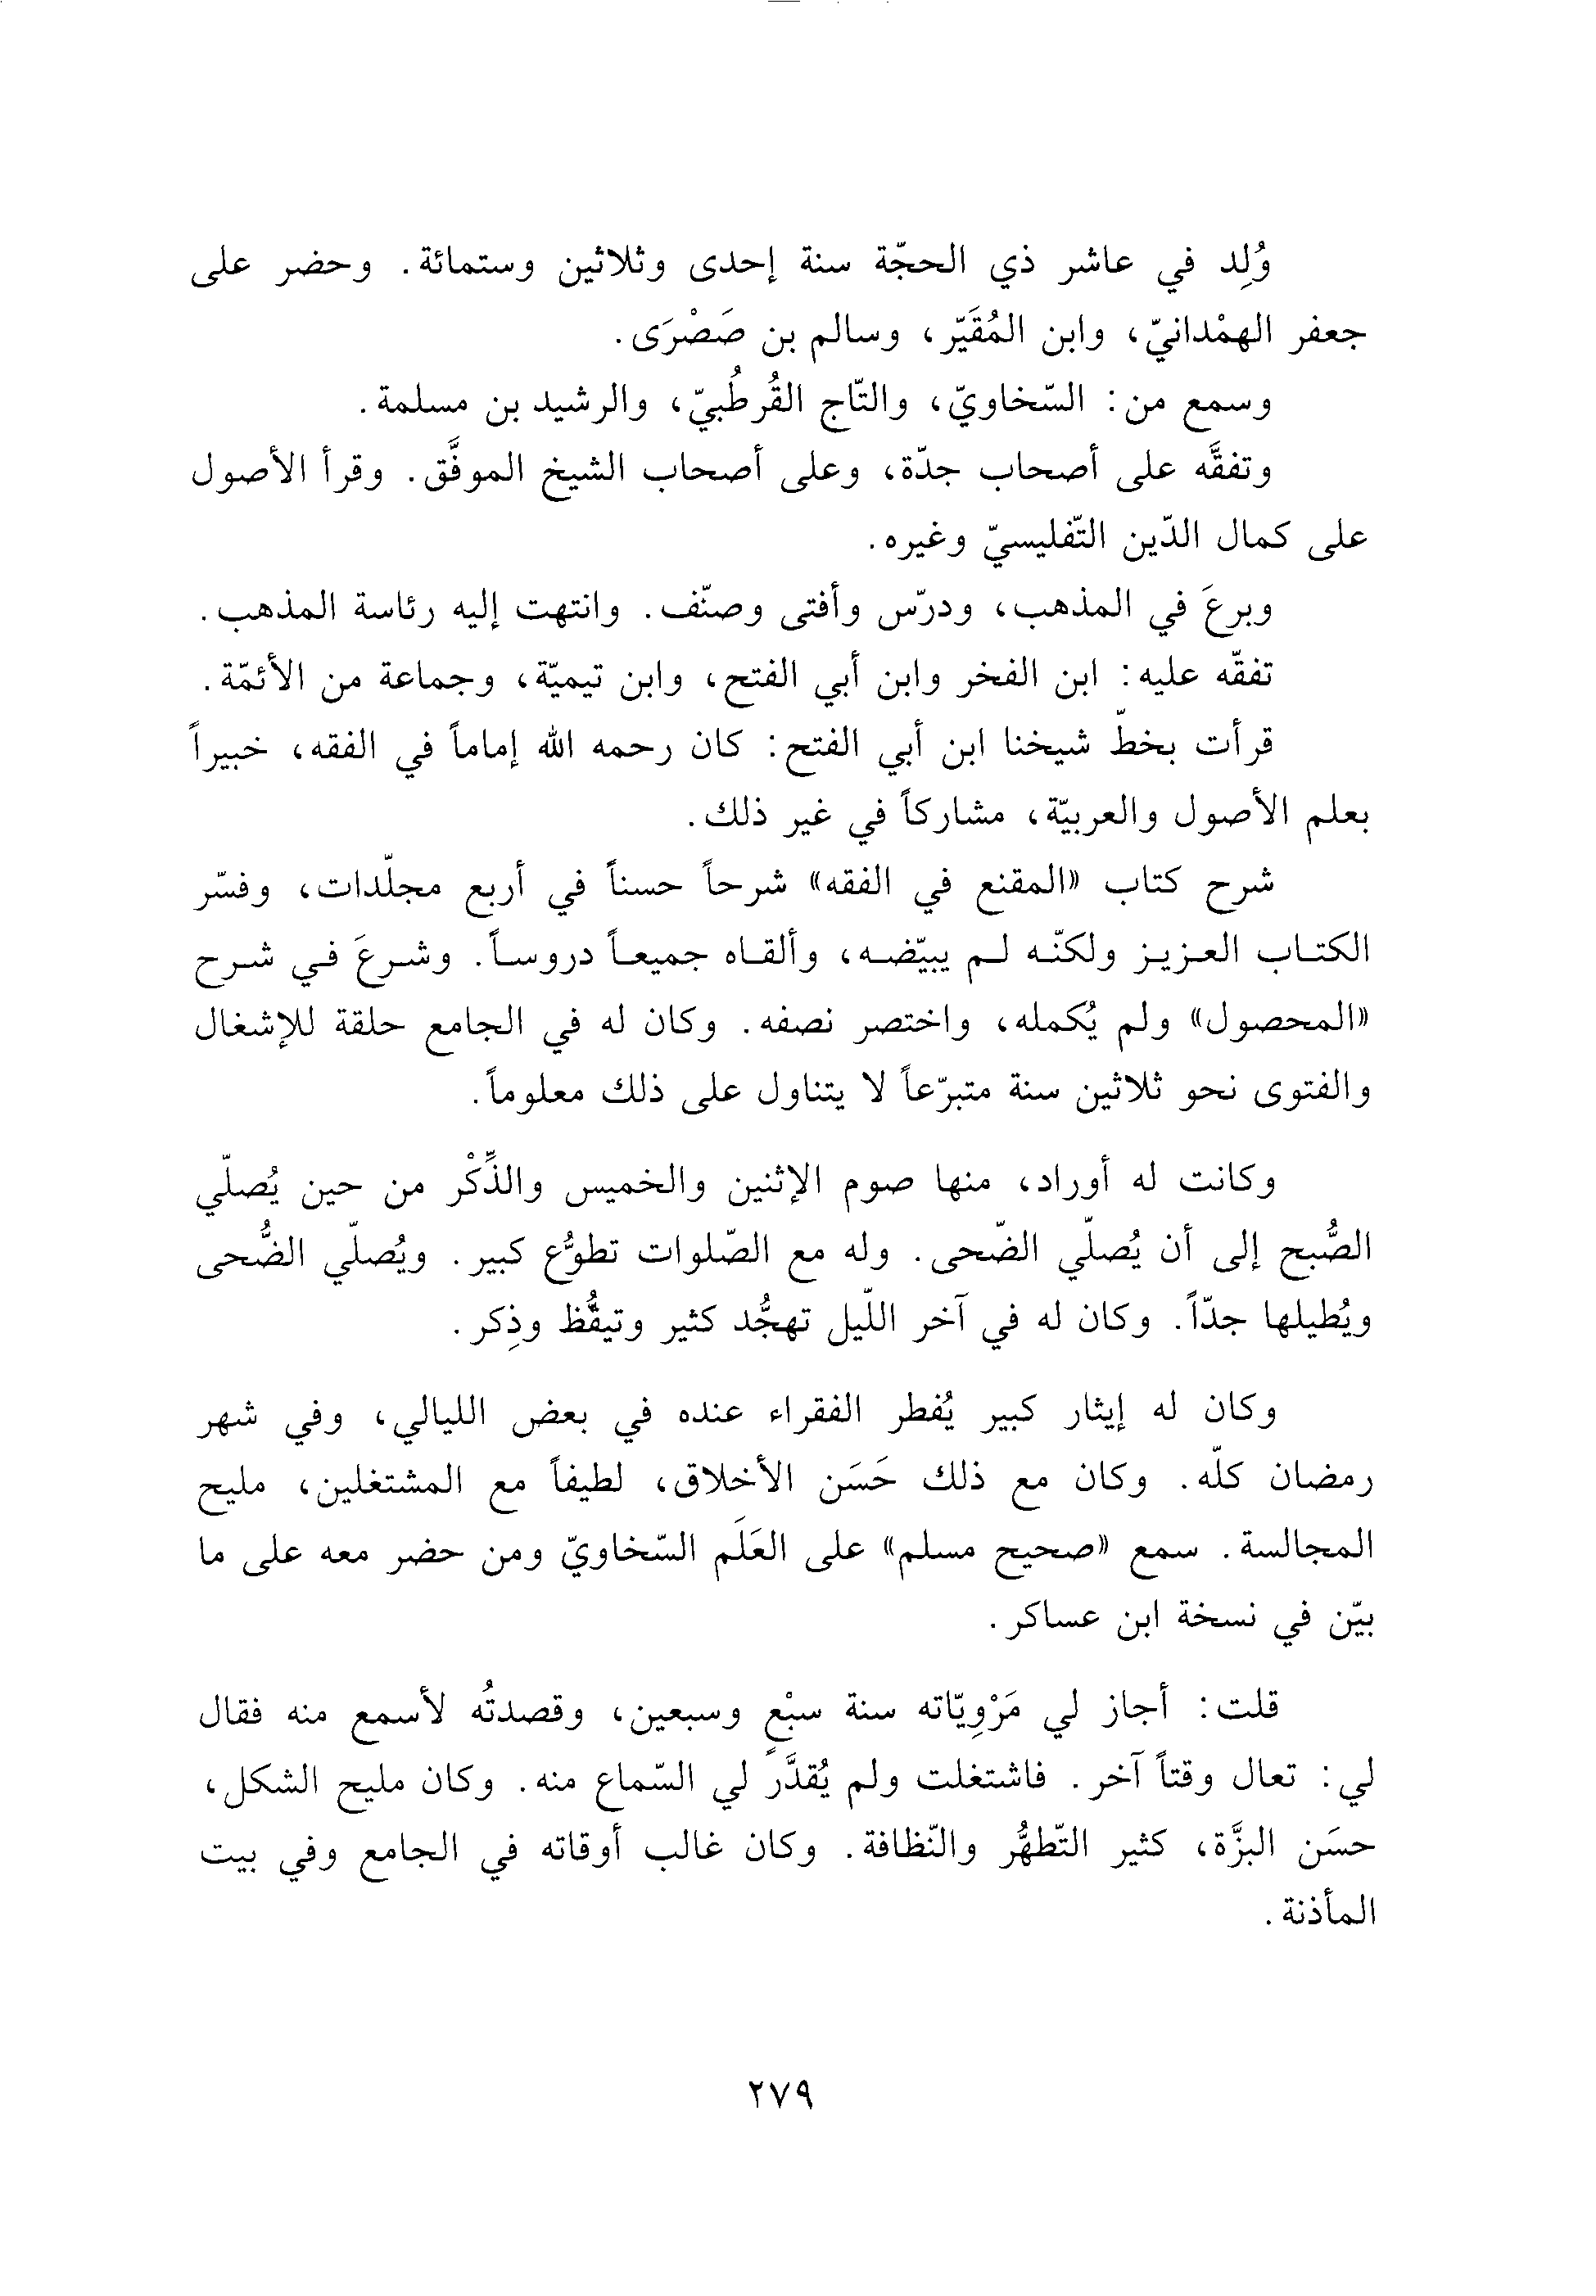 وُلِد في عاشر ذي الحجّة سنة إحدى وثلاثين وستمائة. وحضر على
جعفر الهمْدانيّ، وابن المُقَيّر، وسالم بن صَصْرَى.
وسمع من: السّخاويّ، والتّاج القُرطُبيّ، والرشيد بن مسلمة.
وتفقَّه على أصحاب جدّة، وعلى أصحاب الشيخ الموفَّق. وقرأ الأصول
على كمال الدّين التّفليسيّ وغيره.
وبرعَ في المذهب، ودرّس وأفتى وصنّف. وانتهت إليه رئاسة المذهب.
تفقّه عليه: ابن الفخر وابن أبي الفتح، وابن تيميّة، وجماعة من الأئمّة.
قرأت بخطّ شيخنا ابن أبي الفتح: كان رحمه الله إماماً في الفقه، خبيراً
بعلم الأصول والعربيّة، مشاركاً في غير ذلك.
شرح كتاب «المقنع في الفقه» شرحاً حسناً في أربع مجلّدات، وفسّر
الكتاب العزيز ولكنّه لم يبيّضه، وألقاه جميعاً دروساً. وشرعَ في شرح
«المحصول» ولم يُكمله، واختصر نصفه. وكان له في الجامع حلقة للإشغال
والفتوى نحو ثلاثين سنة متبرّعاً لا يتناول على ذلك معلوماً.
وكانت له أوراد، منها صوم الإثنين والخميس والذِّكْر من حين يُصلّي
الصُّبح إلى أن يُصلّي الضّحى. وله مع الصّلوات تطوُّع كبير. ويُصلّي الضُّحى
ويُطيلها جدّاً. وكان له في آخر اللّيل تهجُّد كثير وتيقُّظ وذِكر.
وكان له إيثار كبير يُفطر الفقراء عنده في بعض الليالي، وفي شهر
رمضان كلّه. وكان مع ذلك حَسَن الأخلاق، لطيفاً مع المشتغلين، مليح
المجالسة. سمع «صحيح مسلم» على العَلَم السّخاويّ ومن حضر معه على ما
بيّن في نسخة ابن عساكر.
قلت: أجاز لي مَرْوِيّاته سنة سبْعٍ وسبعين، وقصدتُه لأسمع منه فقال
لي: تعال وقتاً آخر. فاشتغلت ولم يُقدَّر لي السّماع منه. وكان مليح الشكل،
حسَن البزَّة، كثير التّطهُّر والنّظافة. وكان غالب أوقاته في الجامع وفي بيت
المأذنة.
٢٧٩